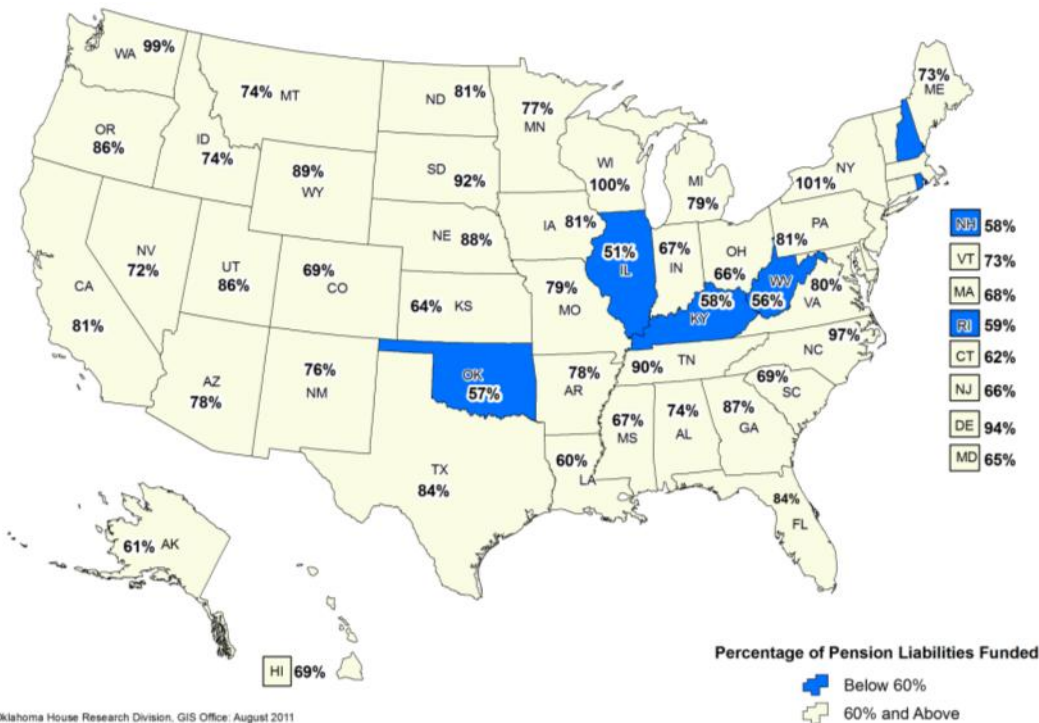 WA 99%
74% MT
ND 81%
77%
MN
73%
ME
OR
86%
ID
74%
89%
WY
SD
92%
WI
100%
MI
79%
NY
101%
IA 81%
NE 88%
PA
81%
NV
72%
UT
86%
69%
CO
CA
81%
64% KS
79%
MO
51%
IL
67%
IN
OH
66%
WV
56%
80%
VA
58%
KY
97%
NC
90% TN
69%
SC
AZ
78%
76%
NM
OK
57%
78%
AR
67%
MS
74%
AL
87%
GA
TX
84%
60%
LA
84%
FL
61% AK
HI 69%
NH 58%
VT 73%
MA 68%
RI 59%
CT 62%
NJ 66%
DE 94%
MD 65%
Percentage of Pension Liabilities Funded
Below 60%
60% and Above
klahoma House Research Division, GIS Office: August 2011